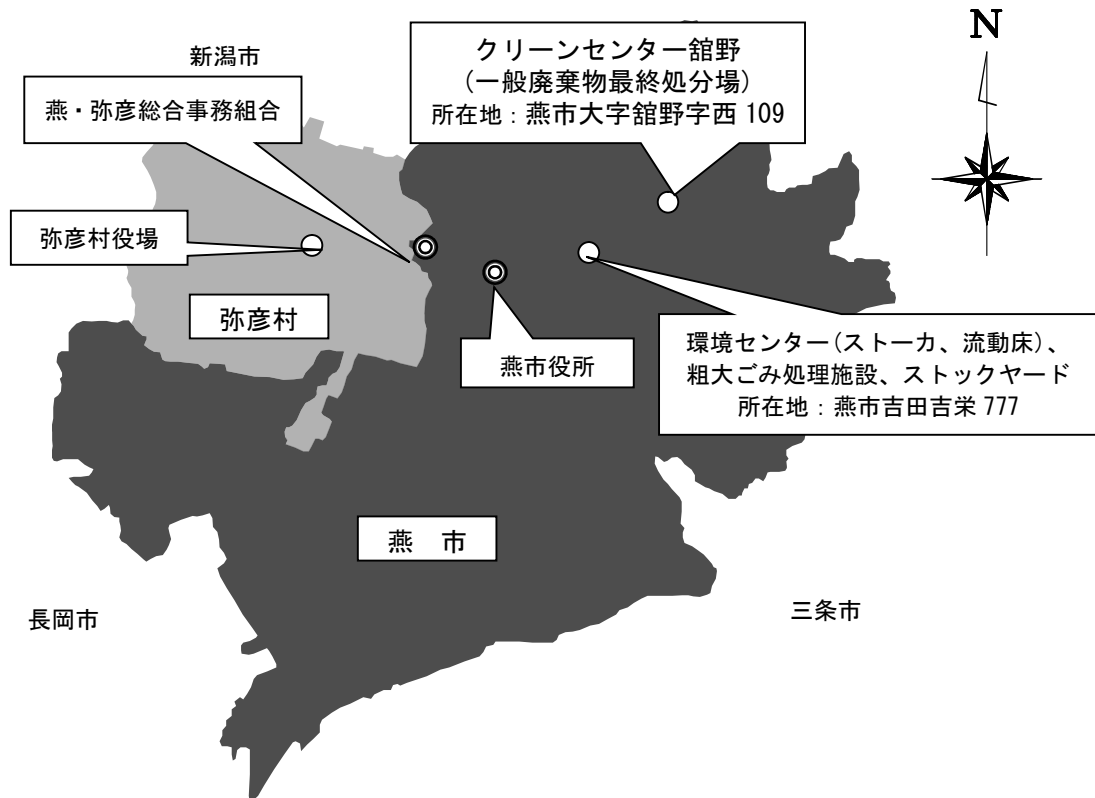 N
新潟市
燕・弥彦総合事務組合
クリーンセンター舘野
(一般廃棄物最終処分場)
所在地：燕市大字舘野字西 109
弥彦村役場
弥彦村
燕市役所
環境センター(ストーカ、流動床)、
粗大ごみ処理施設、ストックヤード
所在地：燕市吉田吉栄 777
燕　市
長岡市
三条市